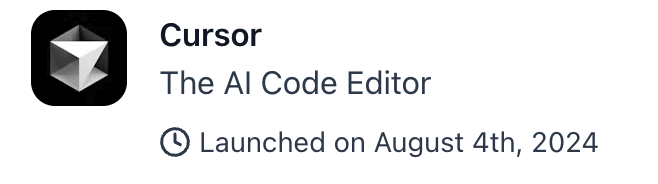 Cursor
The AI Code Editor
Launched on August 4th, 2024